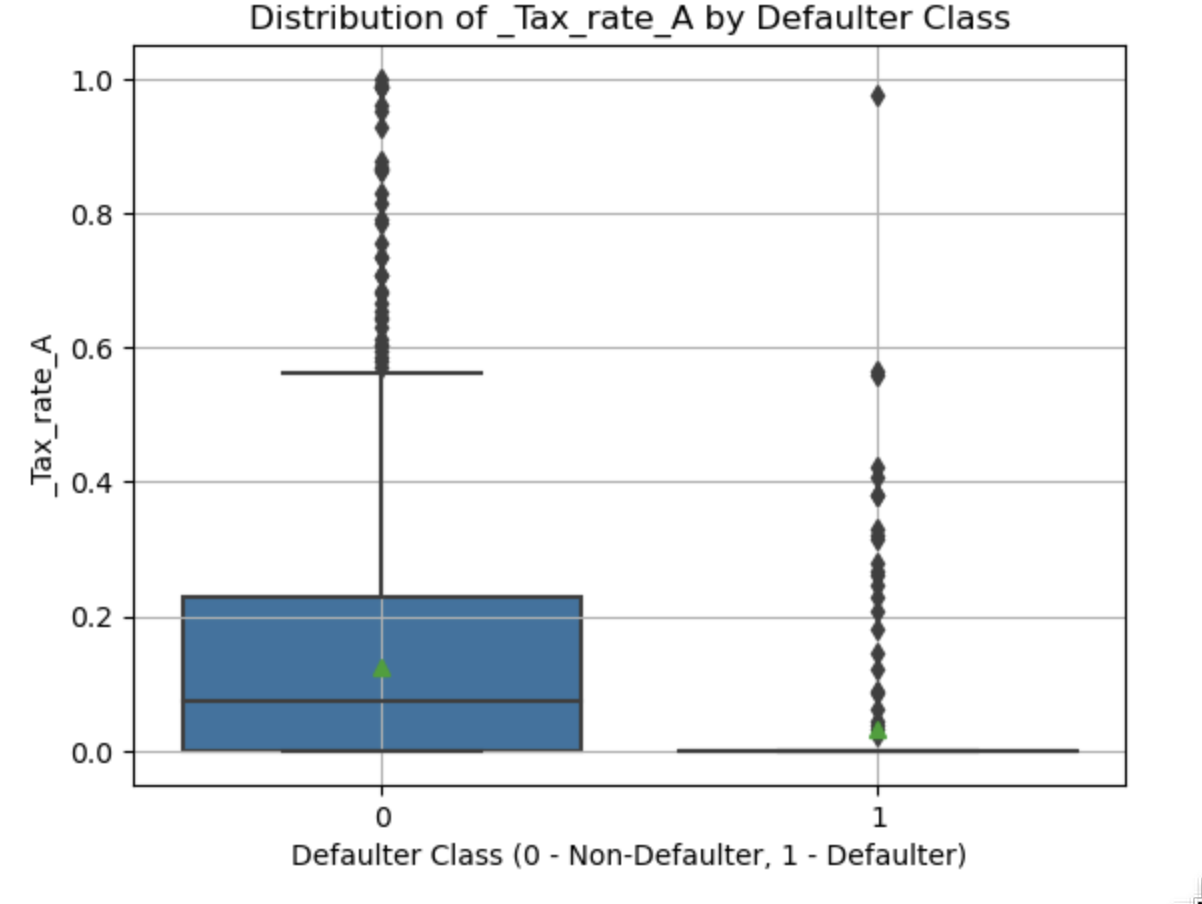 Distribution of _Tax_rate_A by Defaulter Class
1.0
0.8
0.6
0.4
0.2
0.0
_Tax_rate_A
0 1
Defaulter Class (0 - Non-Defaulter, 1 - Defaulter)